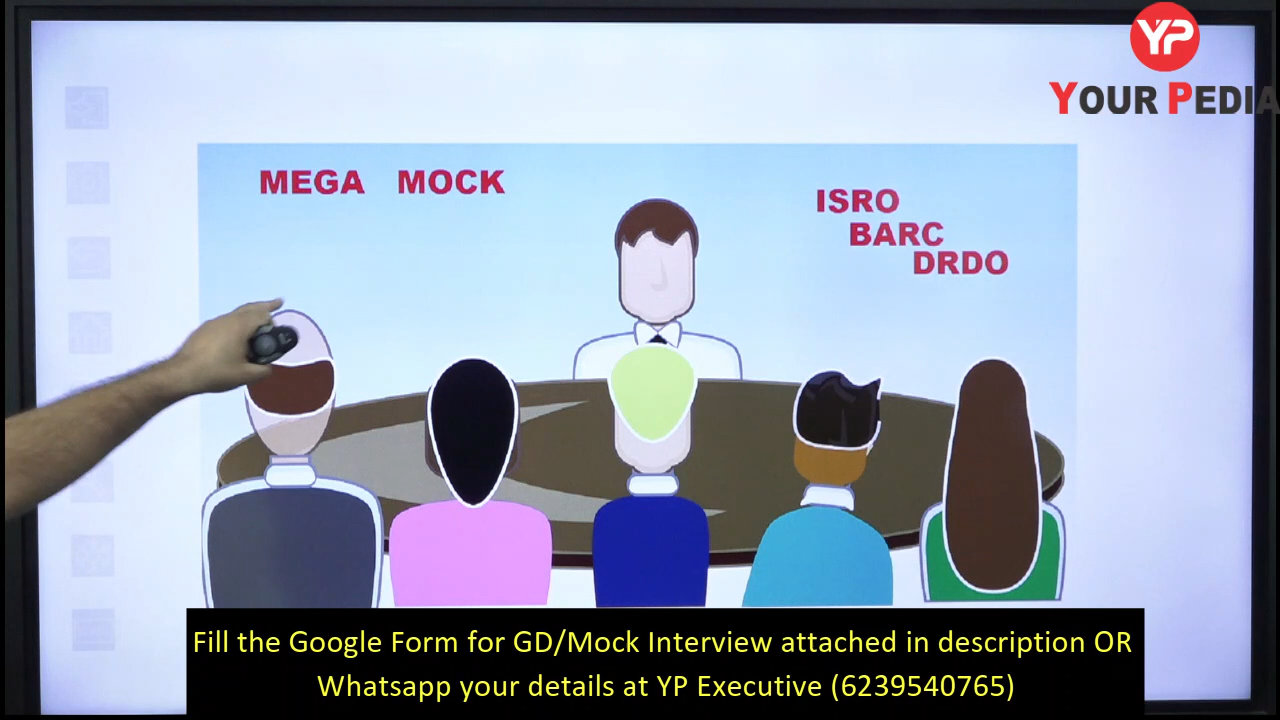 YP
YOUR PEDIA
MEGA MOCK
ISRO
BARC
DRDO
Fill the Google Form for GD/Mock Interview attached in description OR
Whatsapp your details at YP Executive (6239540765)